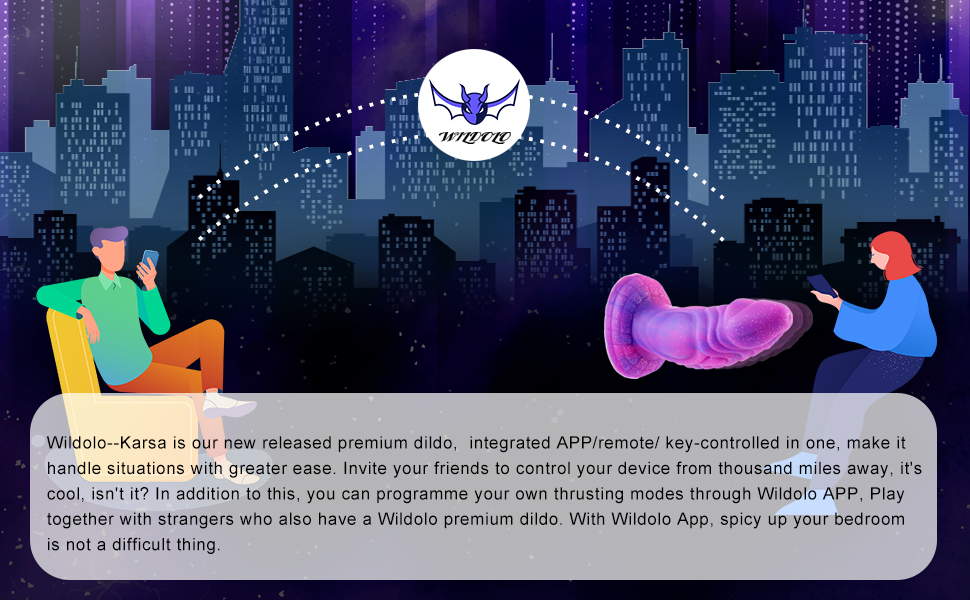 WILDOLO
Wildolo--Karsa is our new released premium dildo,  integrated APP/remote/ key-controlled in one, make it
handle situations with greater ease. Invite your friends to control your device from thousand miles away, it's
cool, isn't it? In addition to this, you can programme your own thrusting modes through Wildolo APP, Play
together with strangers who also have a Wildolo premium dildo. With Wildolo App, spicy up your bedroom
is not a difficult thing.